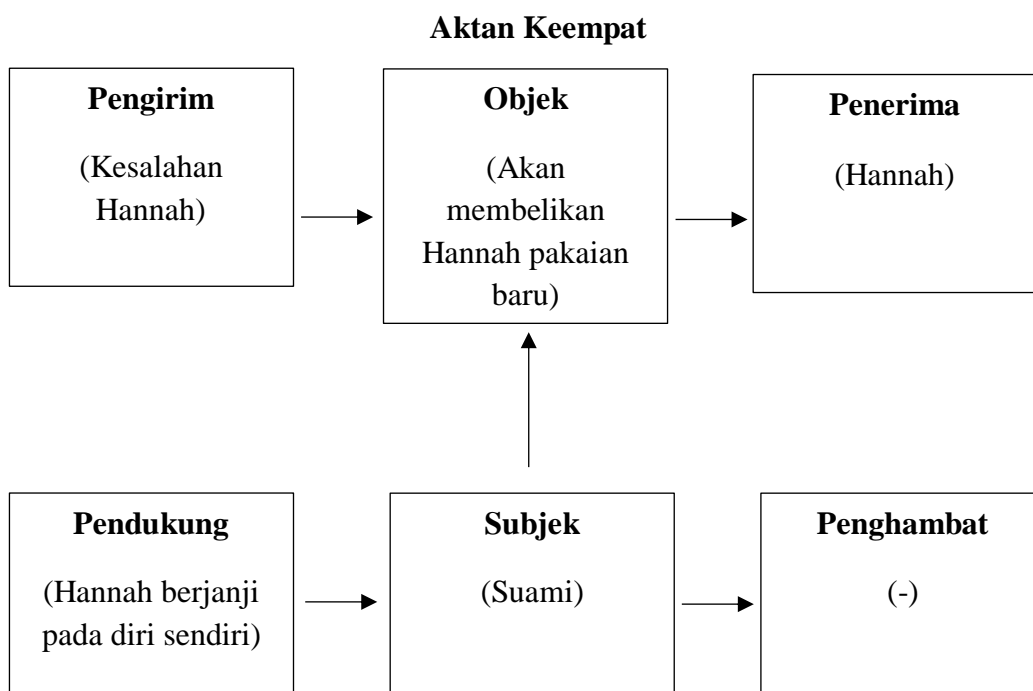 Aktan Keempat
Pengirim
(Kesalahan
Hannah)
Objek
(Akan
membelikan
Hannah pakaian
baru)
Penerima
(Hannah)
Pendukung
(Hannah berjanji
pada diri sendiri)
Subjek
(Suami)
Penghambat
(-)